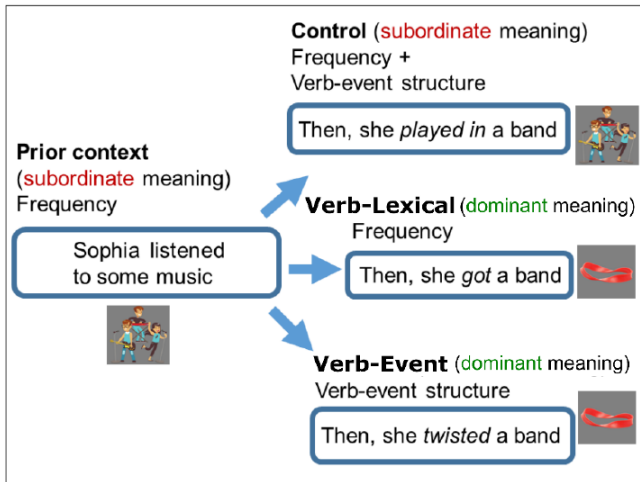 Control (subordinate meaning)
Frequency +
Verb-event structure
Then, she played in a band
Prior context
(subordinate meaning)
Frequency
Sophia listened
to some music
Verb-Lexical (dominant meaning)
Frequency
Then, she got a band
Verb-Event (dominant meaning)
Verb-event structure
Then, she twisted a band